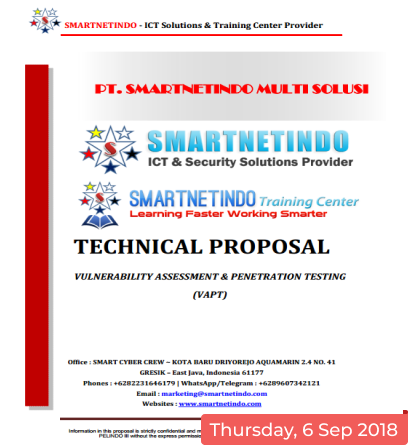 SMARTNETINDO - ICT Solutions & Training Center Provider
PT. SMARTNETINDO MULTI SOLUSI
SMARTNETINDO
ICT & Security Solutions Provider
SMARTNETINDO Training Center
Learning Faster Working Smarter
TECHNICAL PROPOSAL
VULNERABILITY ASSESSMENT & PENETRATION TESTING
(VAPT)
Office : SMART CYBER CREW – KOTA BARU DRIYOREJO AQUAMARIN 2.4 NO. 41
GRESIK – East Java, Indonesia 61177
Phones : +6282231646179 | WhatsApp/Telegram : +6289607342121
Email : marketing@smartnetindo.com
Websites : www.smartnetindo.com
Information in this proposal is strictly confidential and
PELINDO III without the express
Thursday, 6 Sep 2018